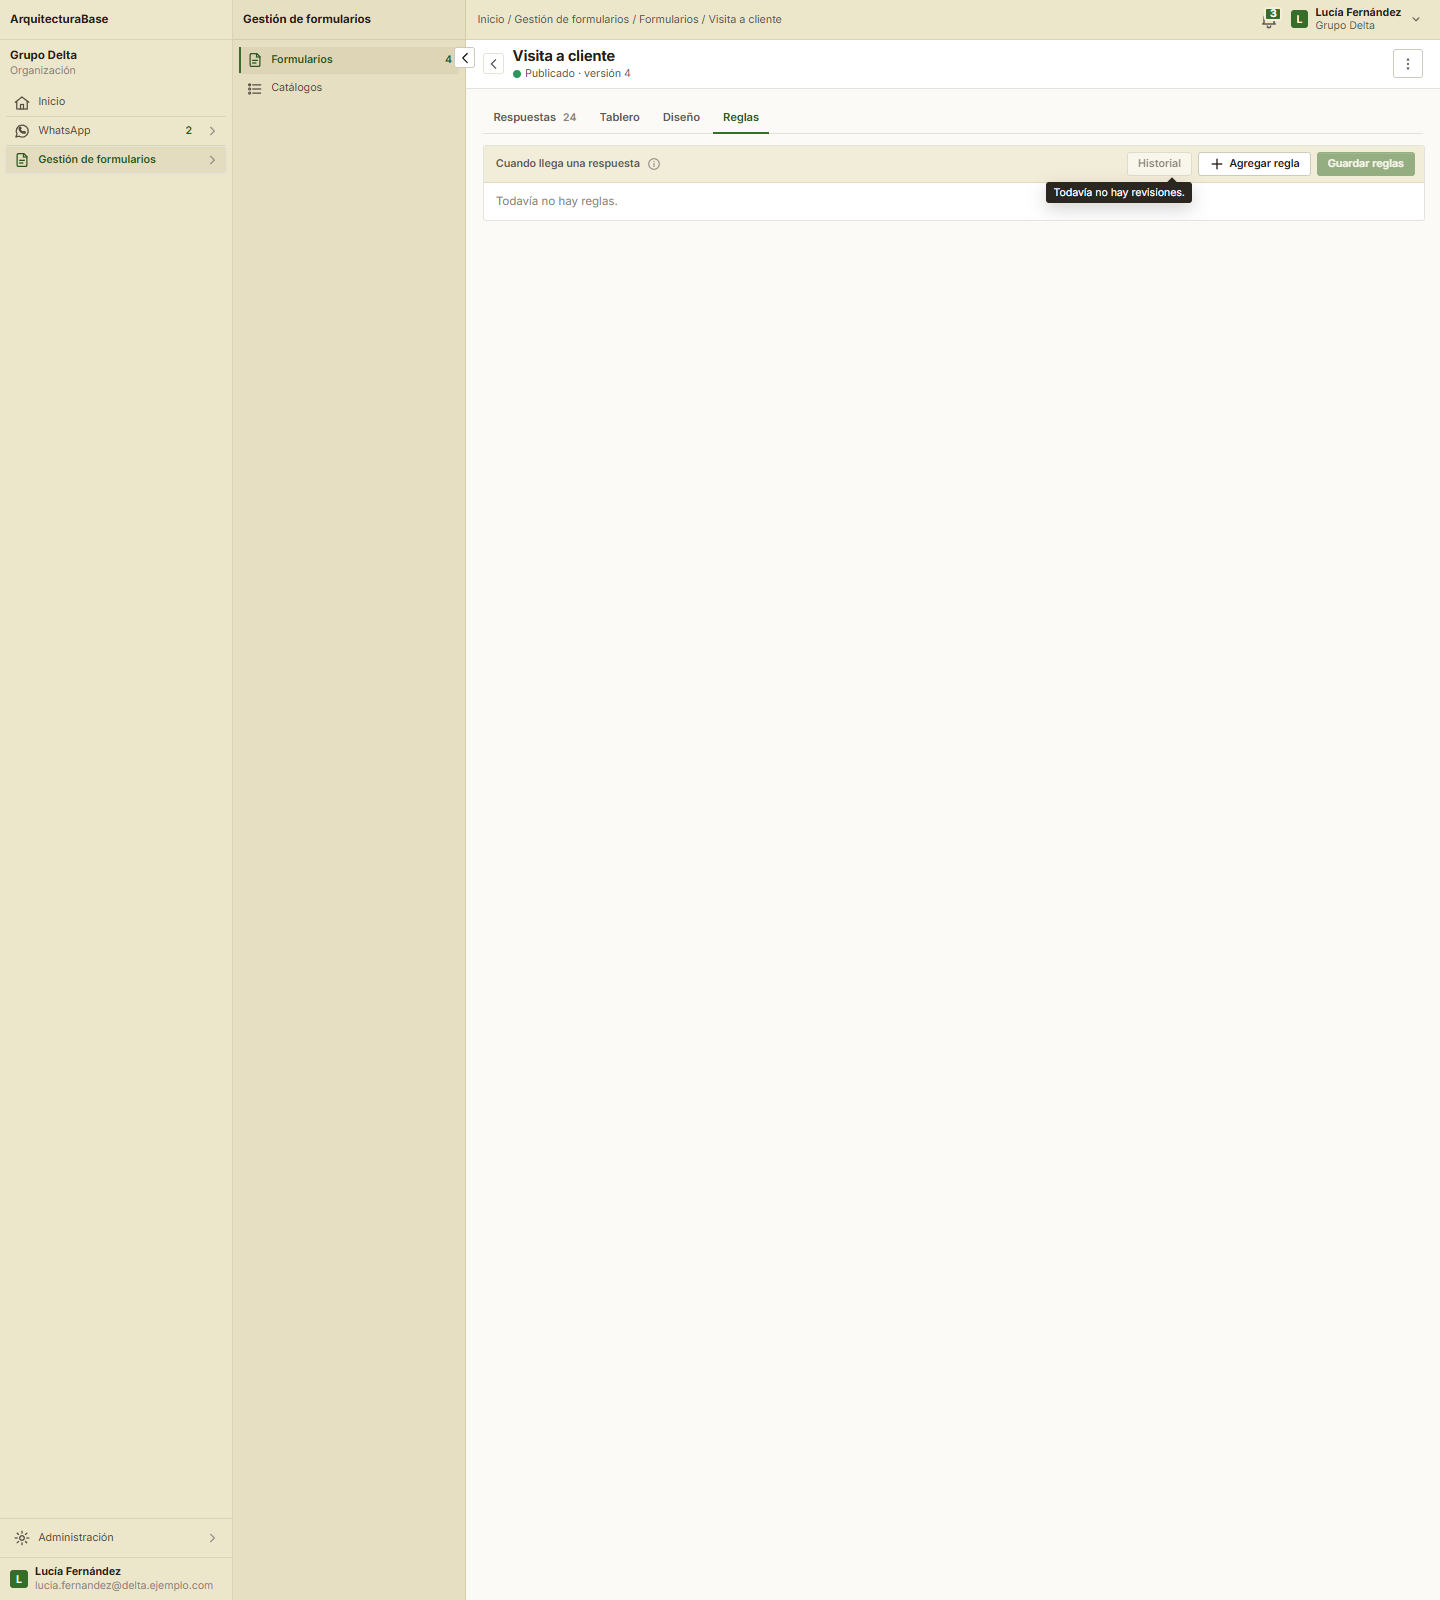 ArquitecturaBase
Grupo Delta
Organización
Inicio
WhatsApp 2
Gestión de formularios
Administración
Lucía Fernández
L
lucia.fernandez@delta.ejemplo.com
Gestión de formularios
Formularios 4
Catálogos
Inicio / Gestión de formularios / Formularios / Visita a cliente
3
L
Lucía Fernández
Grupo Delta
Visita a cliente
Publicado · versión 4
Respuestas 24 Tablero Diseño Reglas
Cuando llega una respuesta
Historial Agregar regla Guardar reglas
Todavía no hay revisiones.
Todavía no hay reglas.